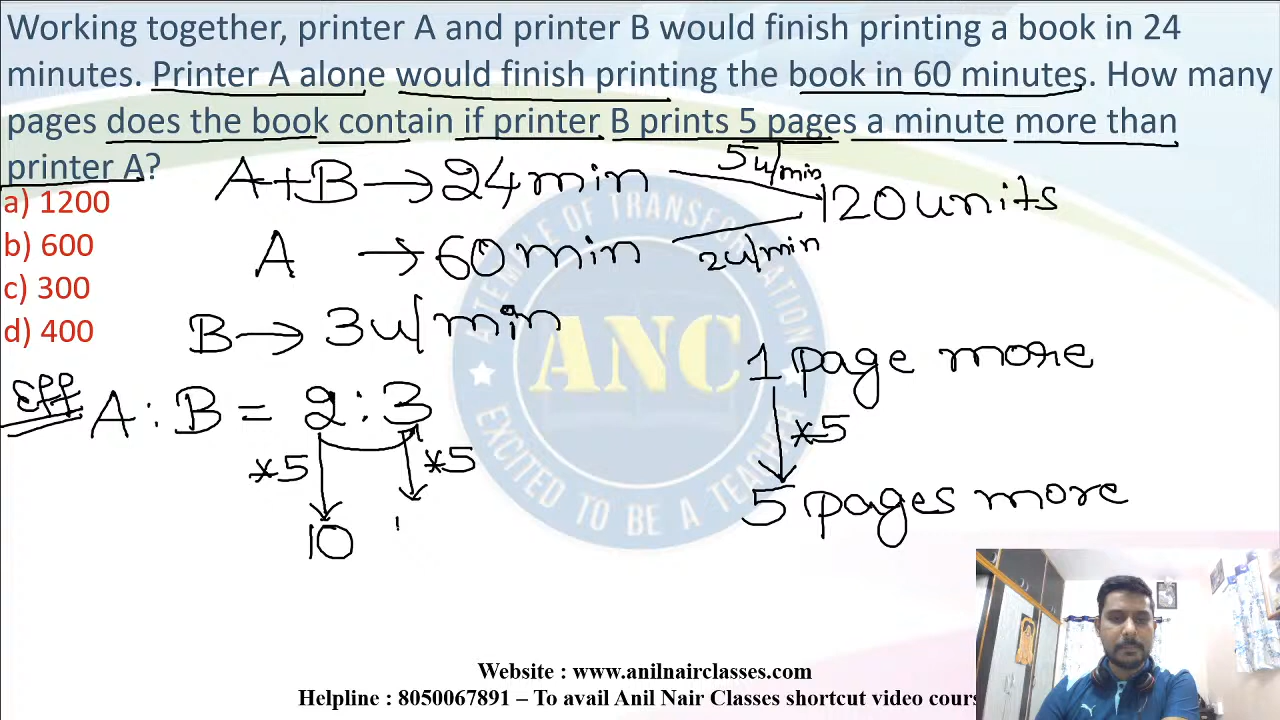 Working together, printer A and printer B would finish printing a book in 24
minutes. Printer A alone would finish printing the book in 60 minutes. How many
pages does the book contain if printer B prints 5 pages a minute more than
printer A?
a) 1200
b) 600
c) 300
d) 400
A+B → 24 min 5u/min 120 units
A → 60 min 2u/min
B → 3u/min
Eff A : B = 2 : 3
*5 *5
10 1
1 page more
*5
5 pages more
A TEMPLE OF TRANSFORMATION
ANC
EXCITED TO BE A TEACHER
Website : www.anilnairclasses.com
Helpline : 8050067891 – To avail Anil Nair Classes shortcut video cours